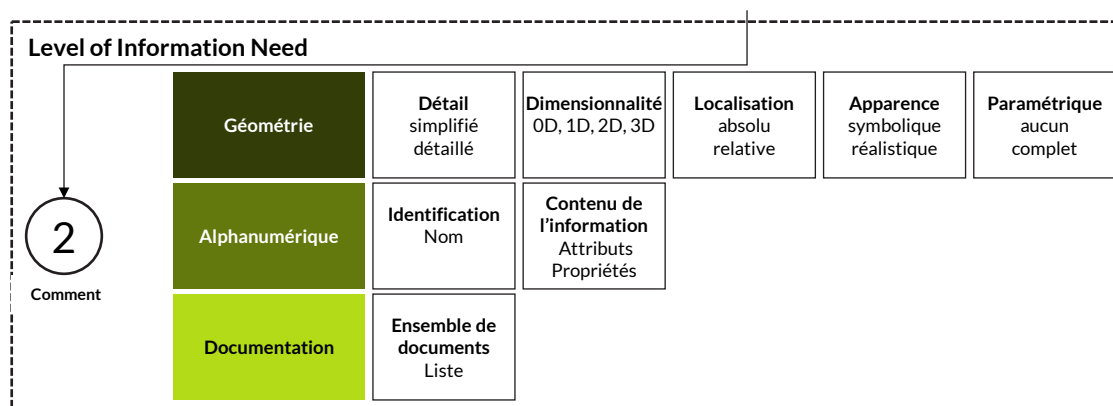 Level of Information Need
Géométrie
Détail
simplifié
détaillé
Dimensionnalité
0D, 1D, 2D, 3D
Localisation
absolu
relative
Apparence
symbolique
réalistique
Paramétrique
aucun
complet
2
Comment
Alphanumérique
Identification
Nom
Contenu de
l'information
Attributs
Propriétés
Documentation
Ensemble de
documents
Liste